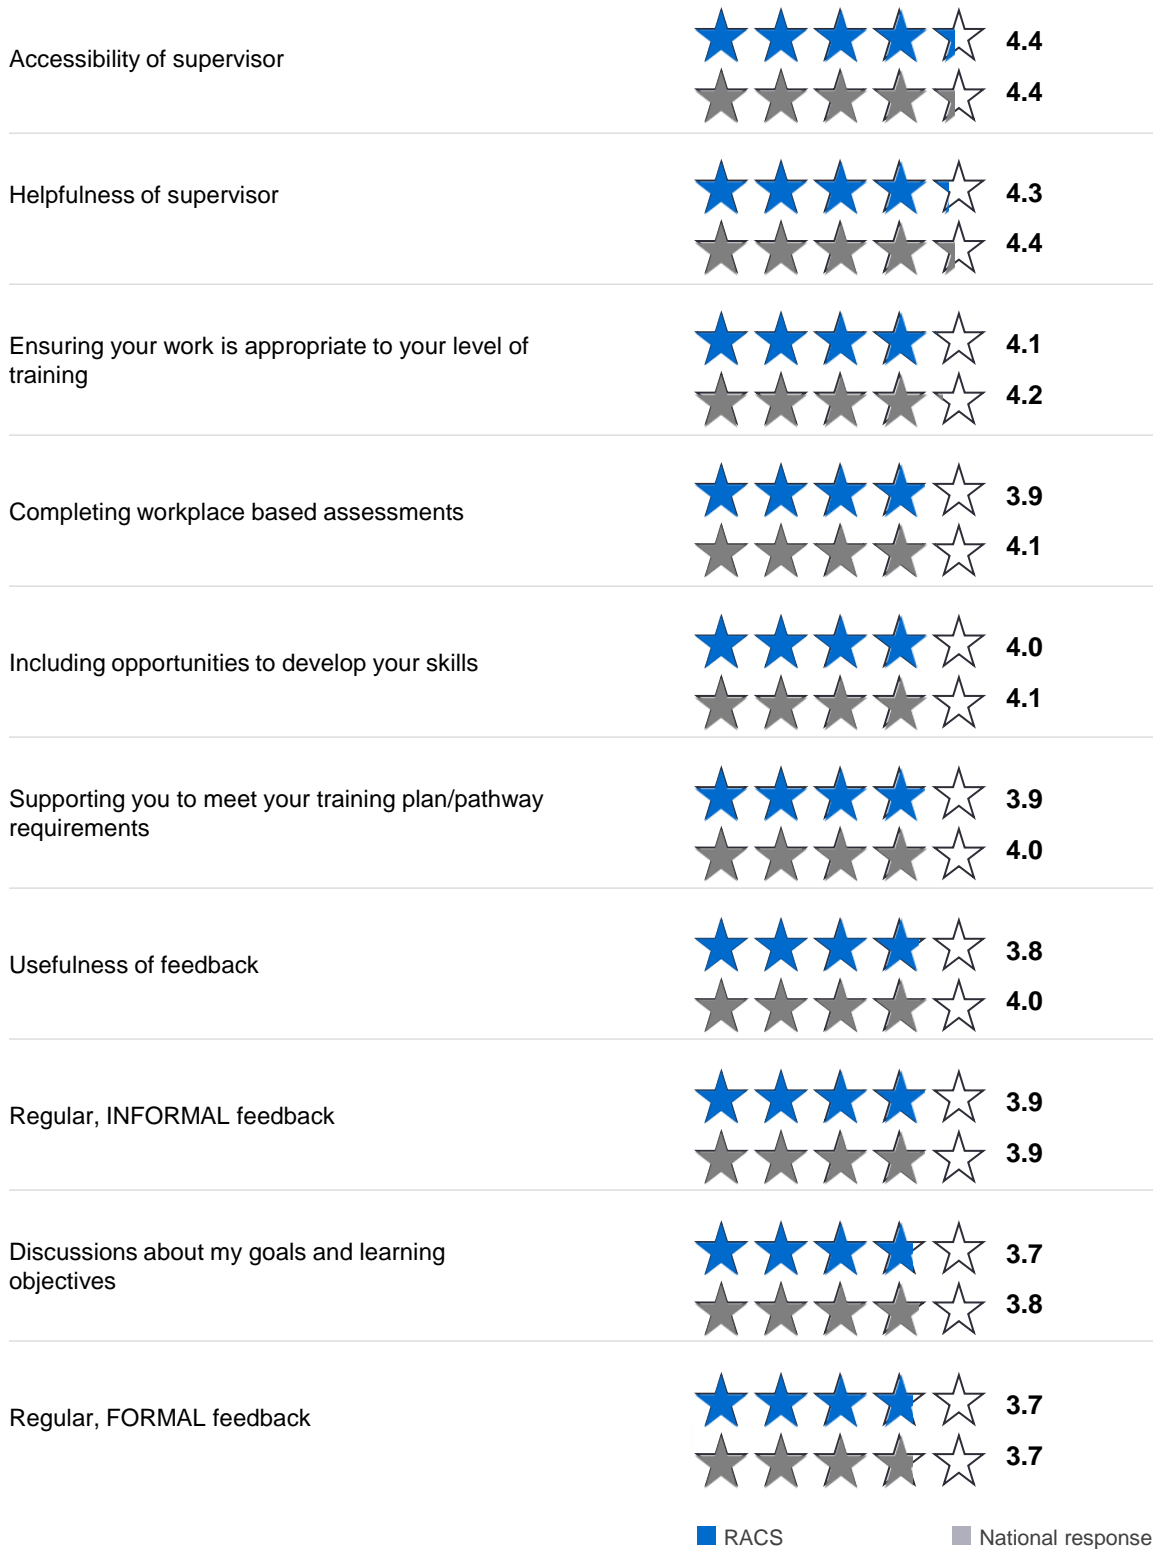 Accessibility of supervisor
4.4
4.4
Helpfulness of supervisor
4.3
4.4
Ensuring your work is appropriate to your level of
training
4.1
4.2
Completing workplace based assessments
3.9
4.1
Including opportunities to develop your skills
4.0
4.1
Supporting you to meet your training plan/pathway
requirements
3.9
4.0
Usefulness of feedback
3.8
4.0
Regular, INFORMAL feedback
3.9
3.9
Discussions about my goals and learning
objectives
3.7
3.8
Regular, FORMAL feedback
3.7
3.7
RACS
National response